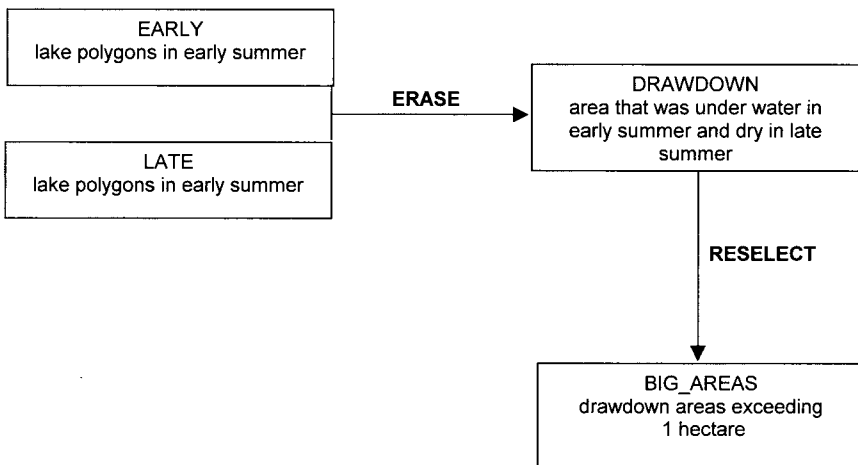 EARLY
lake polygons in early summer
LATE
lake polygons in early summer
ERASE
DRAWDOWN
area that was under water in
early summer and dry in late
summer
RESELECT
BIG_AREAS
drawdown areas exceeding
1 hectare